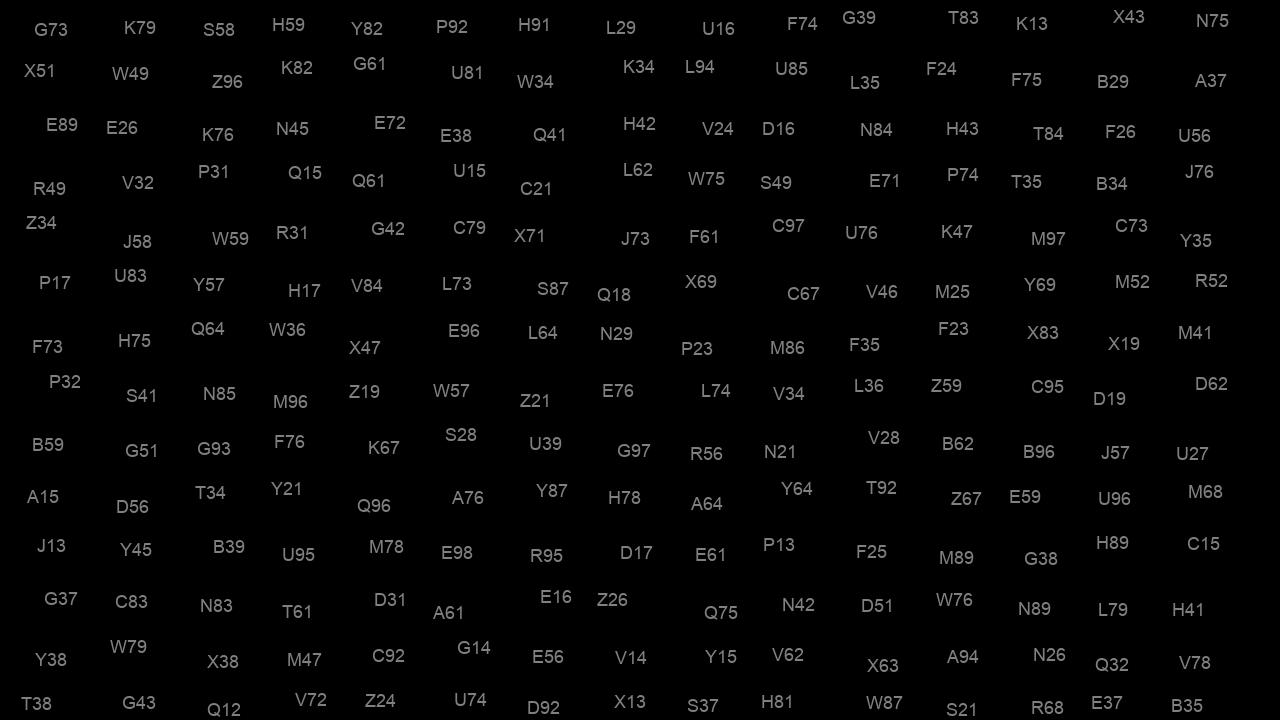 G73 K79 S58 H59 Y82 P92 H91 L29 U16 F74 G39 T83 K13 X43 N75
X51 W49 Z96 K82 G61 U81 W34 K34 L94 U85 L35 F24 F75 B29 A37
E89 E26 K76 N45 E72 E38 Q41 H42 V24 D16 N84 H43 T84 F26 U56
R49 V32 P31 Q15 Q61 U15 C21 L62 W75 S49 E71 P74 T35 B34 J76
Z34 J58 W59 R31 G42 C79 X71 J73 F61 C97 U76 K47 M97 C73 Y35
P17 U83 Y57 H17 V84 L73 S87 Q18 X69 C67 V46 M25 Y69 M52 R52
F73 H75 Q64 W36 X47 E96 L64 N29 P23 M86 F35 F23 X83 X19 M41
P32 S41 N85 M96 Z19 W57 Z21 E76 L74 V34 L36 Z59 C95 D19 D62
B59 G51 G93 F76 K67 S28 U39 G97 R56 N21 V28 B62 B96 J57 U27
A15 D56 T34 Y21 Q96 A76 Y87 H78 A64 Y64 T92 Z67 E59 U96 M68
J13 Y45 B39 U95 M78 E98 R95 D17 E61 P13 F25 M89 G38 H89 C15
G37 C83 N83 T61 D31 A61 E16 Z26 Q75 N42 D51 W76 N89 L79 H41
Y38 W79 X38 M47 C92 G14 E56 V14 Y15 V62 X63 A94 N26 Q32 V78
T38 G43 Q12 V72 Z24 U74 D92 X13 S37 H81 W87 S21 R68 E37 B35